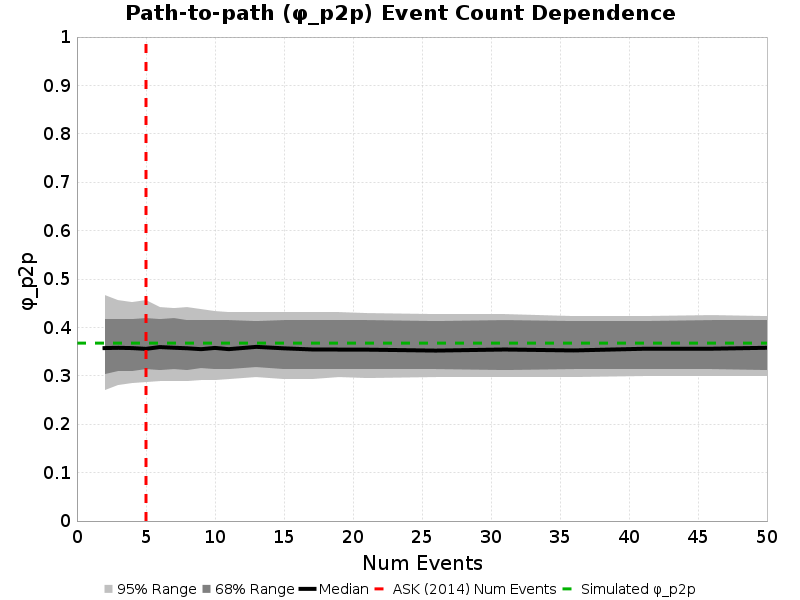 Path-to-path (φ_p2p) Event Count Dependence
1
0.9
0.8
0.7
0.6
0.5
0.4
0.3
0.2
0.1
0
φ_p2p
0 5 10 15 20 25 30 35 40 45 50
Num Events
95% Range 68% Range Median ASK (2014) Num Events Simulated φ_p2p